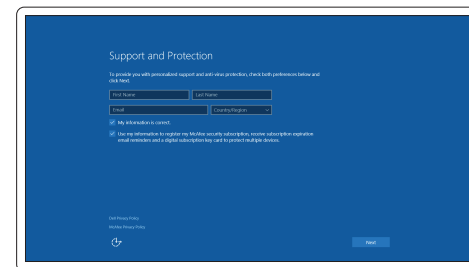 Support and Protection
To provide you with personalized support and anti-virus protection, check both preferences below and
click Next.
First Name
Last Name
Email
Country/Region
My information is correct.
Use my information to register my McAfee security subscription, receive subscription expiration
email reminders and a digital subscription key card to protect multiple devices.
Dell Privacy Policy
McAfee Privacy Policy
Next